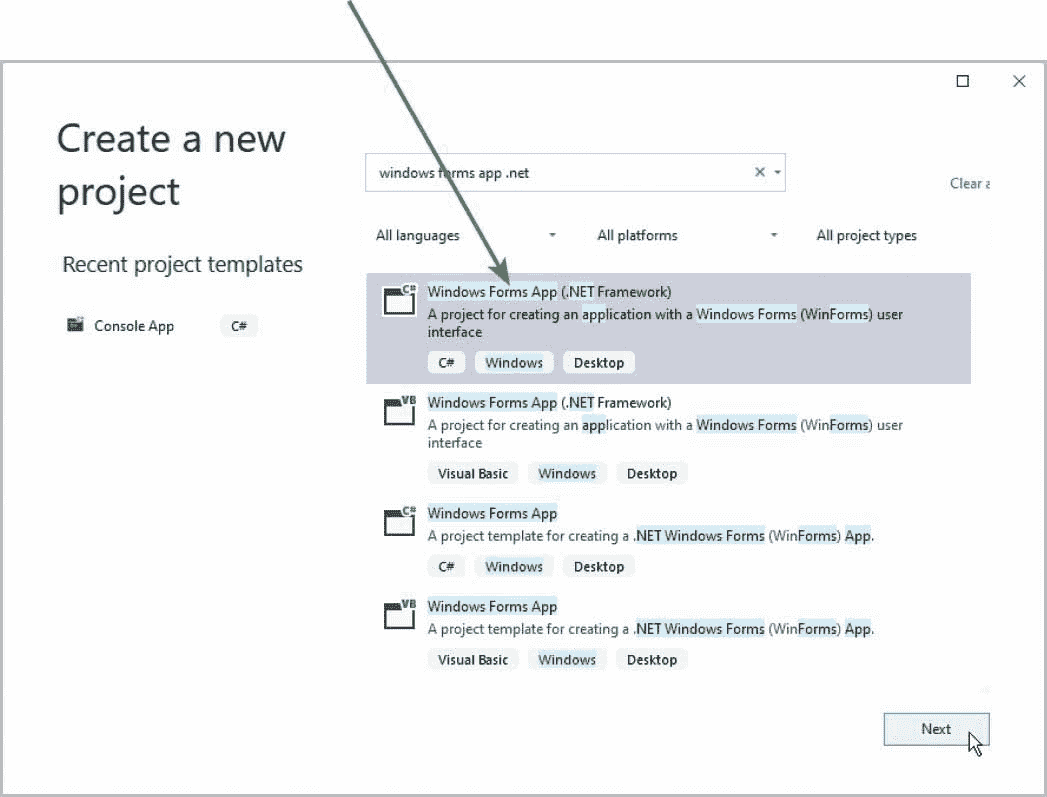 Create a new
project
windows forms app .net
Clear a
All languages
All platforms
All project types
Recent project templates
Console App
C#
C#
Windows Forms App (.NET Framework)
A project for creating an application with a Windows Forms (WinForms) user
interface
C#
Windows
Desktop
VB
Windows Forms App (.NET Framework)
A project for creating an application with a Windows Forms (WinForms) user
interface
Visual Basic
Windows
Desktop
C#
Windows Forms App
A project template for creating a .NET Windows Forms (WinForms) App.
C#
Windows
Desktop
VB
Windows Forms App
A project template for creating a .NET Windows Forms (WinForms) App.
Visual Basic
Windows
Desktop
Next